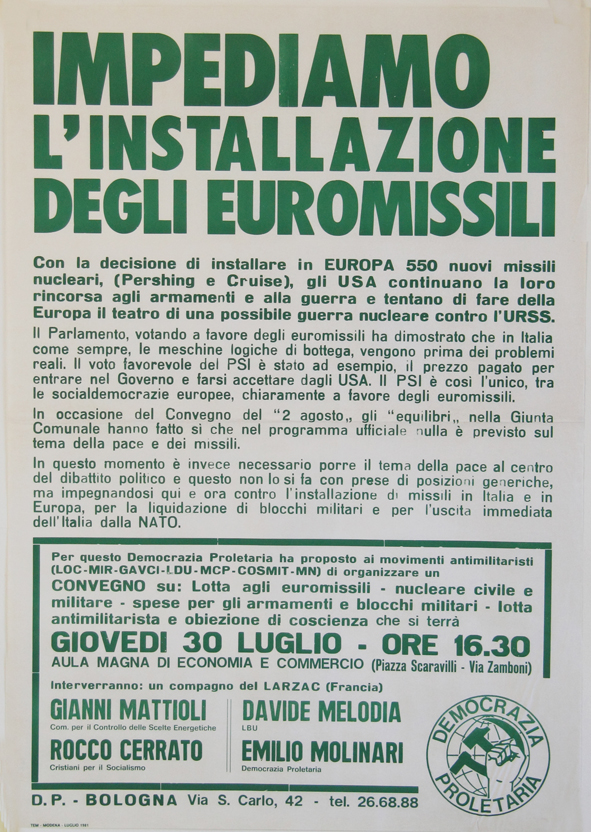 IMPEDIAMO
L'INSTALLAZIONE
DEGLI EUROMISSILI
Con la decisione di installare in EUROPA 550 nuovi missili
nucleari, (Pershing e Cruise), gli USA continuano la loro
rincorsa agli armamenti e alla guerra e tentano di fare della
Europa il teatro di una possibile guerra nucleare contro l'URSS.
Il Parlamento, votando a favore degli euromissili ha dimostrato che in Italia
come sempre, le meschine logiche di bottega, vengono prima dei problemi
reali. Il voto favorevole del PSI è stato ad esempio, il prezzo pagato per
entrare nel Governo e farsi accettare dagli USA. Il PSI è così l'unico, tra
le socialdemocrazie europee, chiaramente a favore degli euromissili.
In occasione del Convegno del “2 agosto„ gli “equilibri„ nella Giunta
Comunale hanno fatto sì che nel programma ufficiale nulla è previsto sul
tema della pace e dei missili.
In questo momento è invece necessario porre il tema della pace al centro
del dibattito politico e questo non lo si fa con prese di posizioni generiche,
ma impegnandosi qui e ora contro l'installazione di missili in Italia e in
Europa, per la liquidazione di blocchi militari e per l'uscita immediata
dell'Italia dalla NATO.
Per questo Democrazia Proletaria ha proposto ai movimenti antimilitaristi
(LOC-MIR-GAVCI-LDU-MCP-COSMIT-MN) di organizzare un
CONVEGNO su: Lotta agli euromissili - nucleare civile e
militare - spese per gli armamenti e blocchi militari - lotta
antimilitarista e obiezione di coscienza che si terrà
GIOVEDI 30 LUGLIO - ORE 16.30
AULA MAGNA DI ECONOMIA E COMMERCIO (Piazza Scaravilli - Via Zamboni)
Interverranno: un compagno del LARZAC (Francia)
GIANNI MATTIOLI
Com. per il Controllo delle Scelte Energetiche
ROCCO CERRATO
Cristiani per il Socialismo
DAVIDE MELODIA
LBU
EMILIO MOLINARI
Democrazia Proletaria
DEMOCRAZIA
PROLETARIA
D.P. - BOLOGNA Via S. Carlo, 42 - tel. 26.68.88
TEM - MODENA - LUGLIO 1981